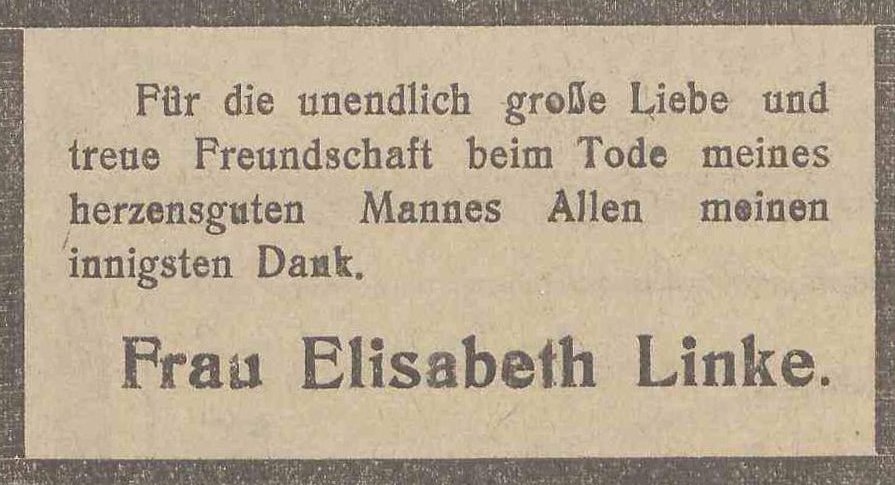 Für die unendlich große Liebe und
treue Freundschaft beim Tode meines
herzensguten Mannes Allen meinen
innigsten Dank.
Frau Elisabeth Linke.